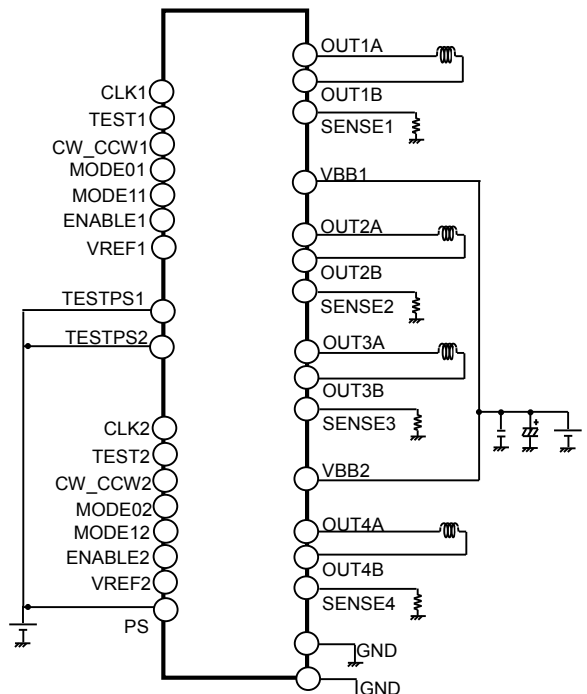 CLK1
TEST1
CW_CCW1
MODE01
MODE11
ENABLE1
VREF1
TESTPS1
TESTPS2
CLK2
TEST2
CW_CCW2
MODE02
MODE12
ENABLE2
VREF2
PS
OUT1A
OUT1B
SENSE1
VBB1
OUT2A
OUT2B
SENSE2
OUT3A
OUT3B
SENSE3
+
VBB2
OUT4A
OUT4B
SENSE4
GND
GND